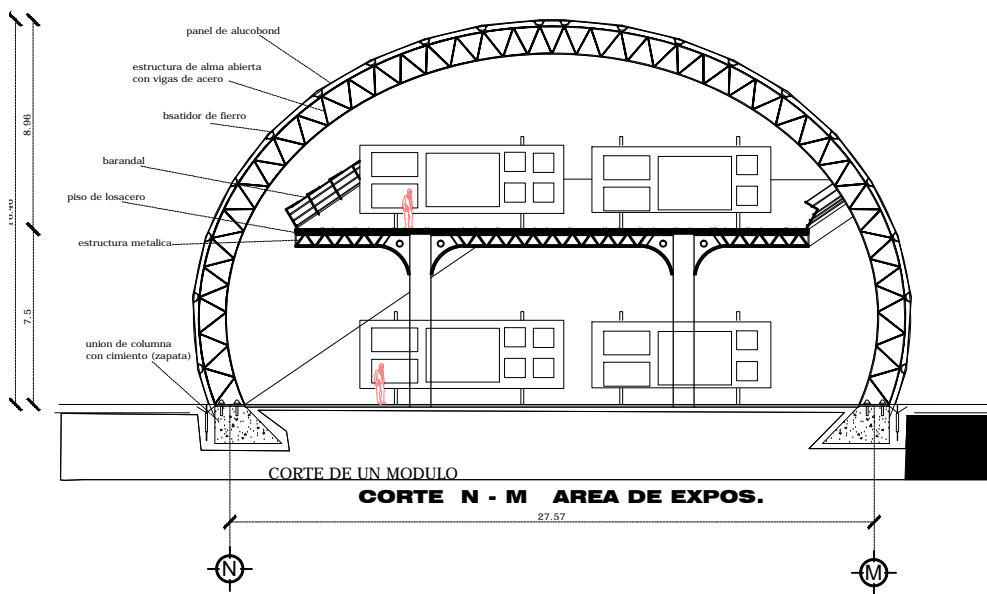 panel de alucobond
estructura de alma abierta
con vigas de acero
bsatidor de fierro
barandal
piso de losacero
estructura metalica
union de columna
con cimiento (zapata)
8.96
16.46
7.5
CORTE DE UN MODULO
CORTE N - M AREA DE EXPOS.
27.57
N
M